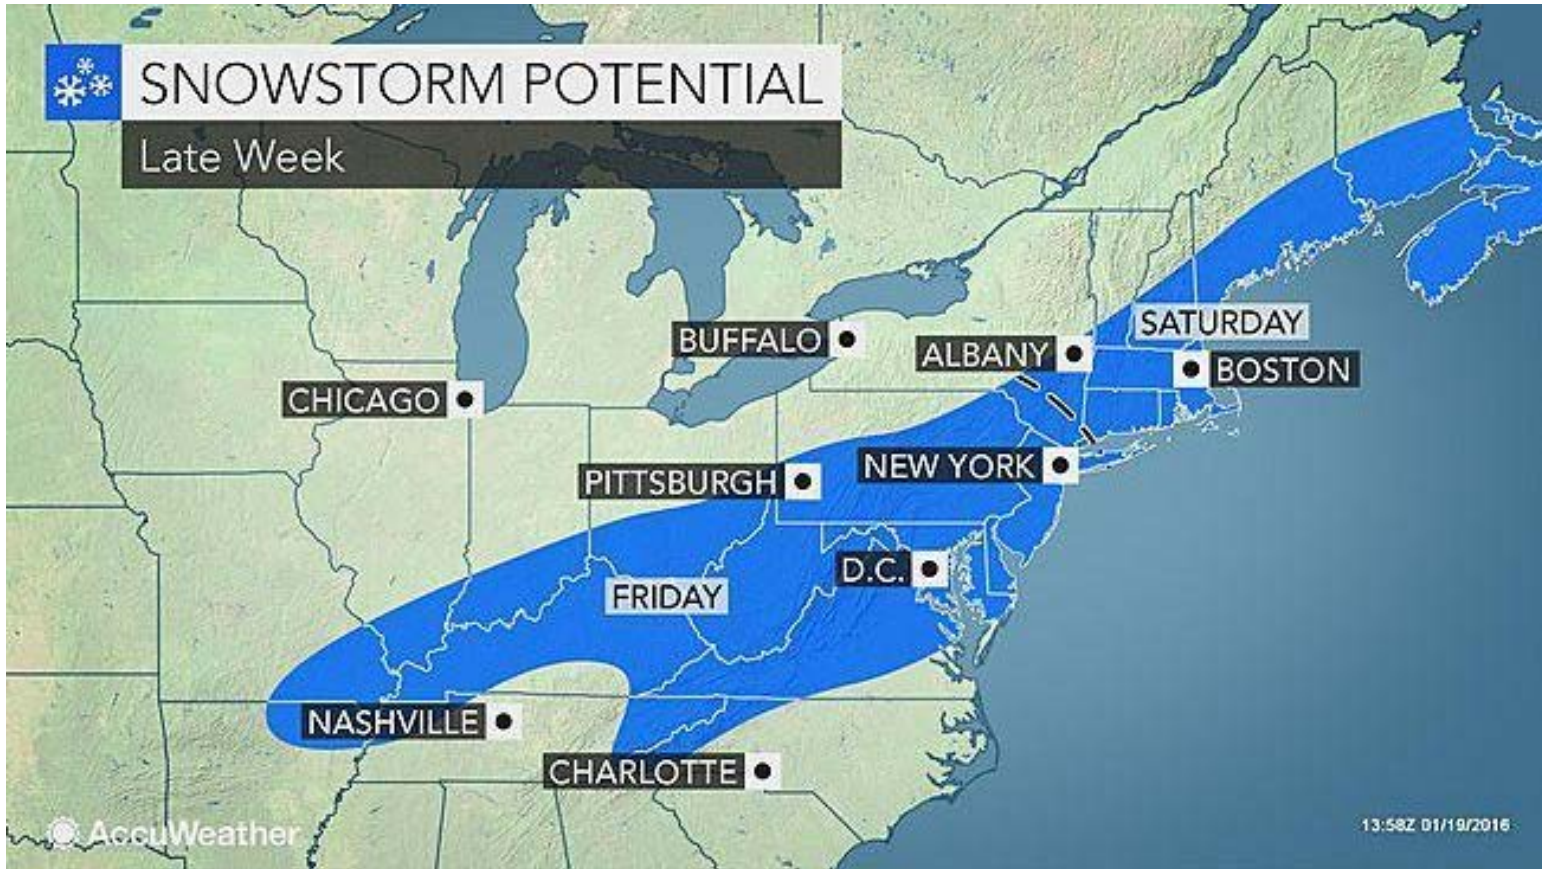 SNOWSTORM POTENTIAL
Late Week
SATURDAY
BUFFALO
ALBANY
BOSTON
CHICAGO
NEW YORK
PITTSBURGH
D.C.
FRIDAY
NASHVILLE
CHARLOTTE
AccuWeather
13:58Z 01/19/2016